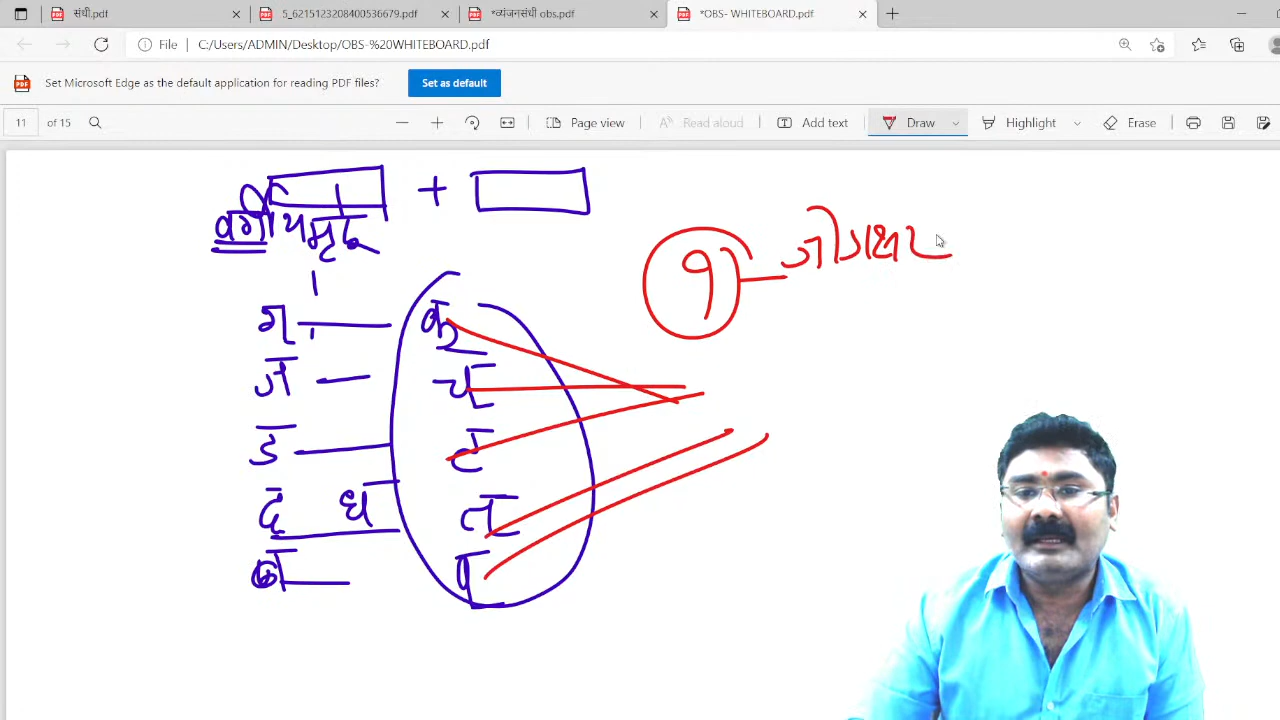 संधी.pdf 5_6215123208400536679.pdf *व्यंजनसंधी obs.pdf *OBS- WHITEBOARD.pdf
File C:/Users/ADMIN/Desktop/OBS-%20WHITEBOARD.pdf
Set Microsoft Edge as the default application for reading PDF files? Set as default
11 of 15 Page view Read aloud Add text Draw Highlight Erase
+
वर्गीय मृदू
१
ग् क्
ज च्
ड ट्
द् ध त्
ब प्